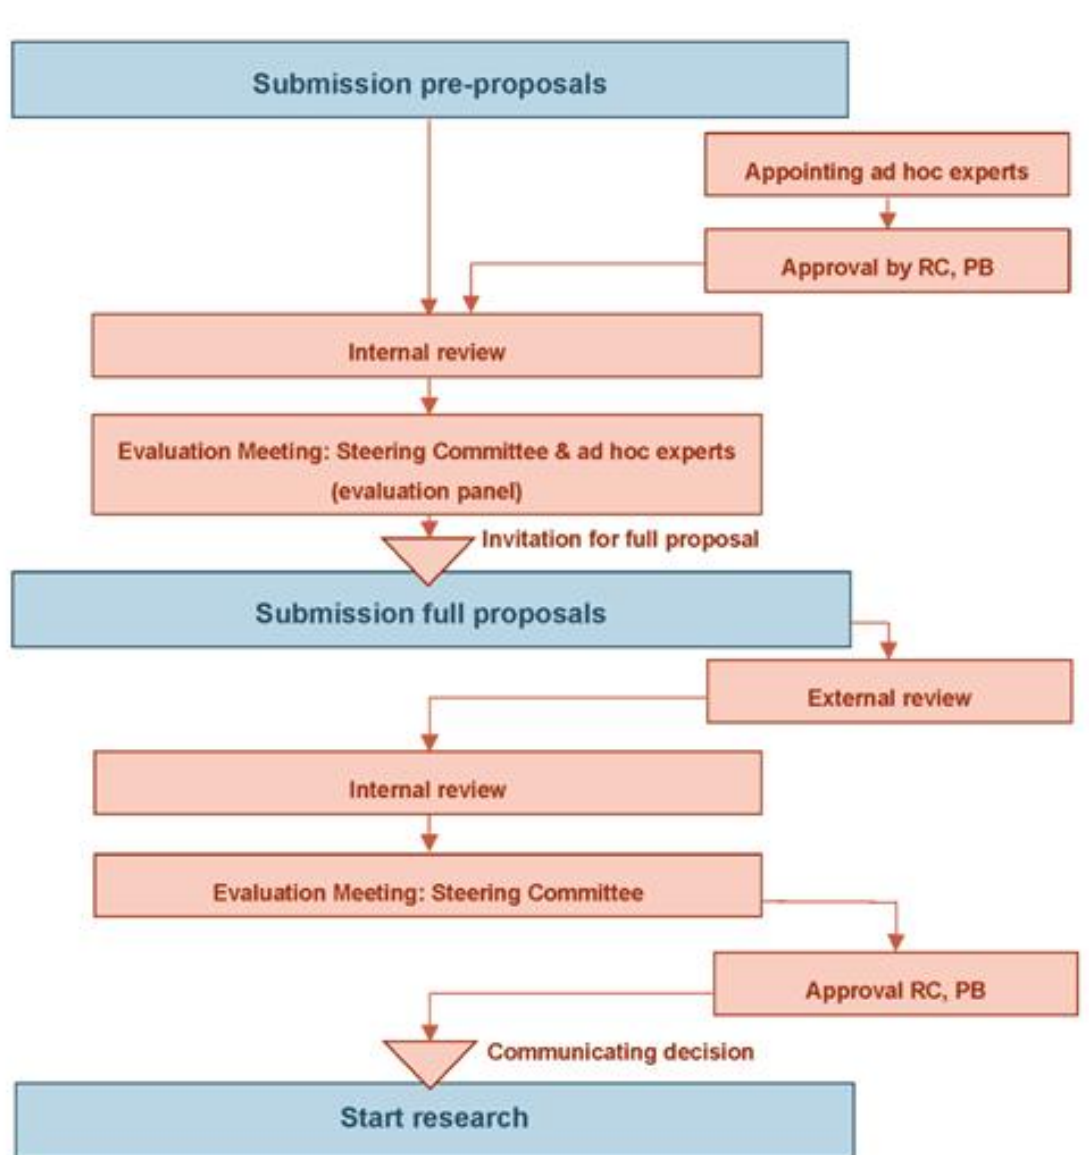 Submission pre-proposals
Appointing ad hoc experts
Approval by RC, PB
Internal review
Evaluation Meeting: Steering Committee & ad hoc experts
(evaluation panel)
Invitation for full proposal
Submission full proposals
External review
Internal review
Evaluation Meeting: Steering Committee
Approval RC, PB
Communicating decision
Start research